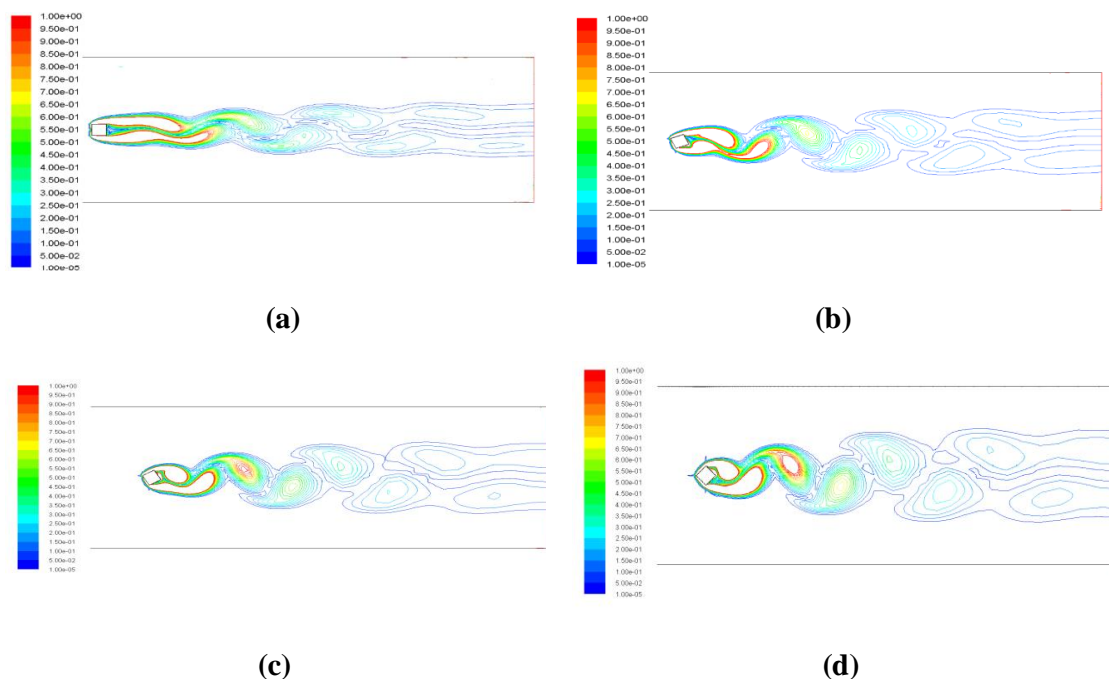 1.00e+00
9.50e-01
9.00e-01
8.50e-01
8.00e-01
7.50e-01
7.00e-01
6.50e-01
6.00e-01
5.50e-01
5.00e-01
4.50e-01
4.00e-01
3.50e-01
3.00e-01
2.50e-01
2.00e-01
1.50e-01
1.00e-01
5.00e-02
1.00e-05
(a)
1.00e+00
9.50e-01
9.00e-01
8.50e-01
8.00e-01
7.50e-01
7.00e-01
6.50e-01
6.00e-01
5.50e-01
5.00e-01
4.50e-01
4.00e-01
3.50e-01
3.00e-01
2.50e-01
2.00e-01
1.50e-01
1.00e-01
5.00e-02
1.00e-05
(b)
1.00e+00
9.50e-01
9.00e-01
8.50e-01
8.00e-01
7.50e-01
7.00e-01
6.50e-01
6.00e-01
5.50e-01
5.00e-01
4.50e-01
4.00e-01
3.50e-01
3.00e-01
2.50e-01
2.00e-01
1.50e-01
1.00e-01
5.00e-02
1.00e-05
(c)
1.00e+00
9.50e-01
9.00e-01
8.50e-01
8.00e-01
7.50e-01
7.00e-01
6.50e-01
6.00e-01
5.50e-01
5.00e-01
4.50e-01
4.00e-01
3.50e-01
3.00e-01
2.50e-01
2.00e-01
1.50e-01
1.00e-01
5.00e-02
1.00e-05
(d)